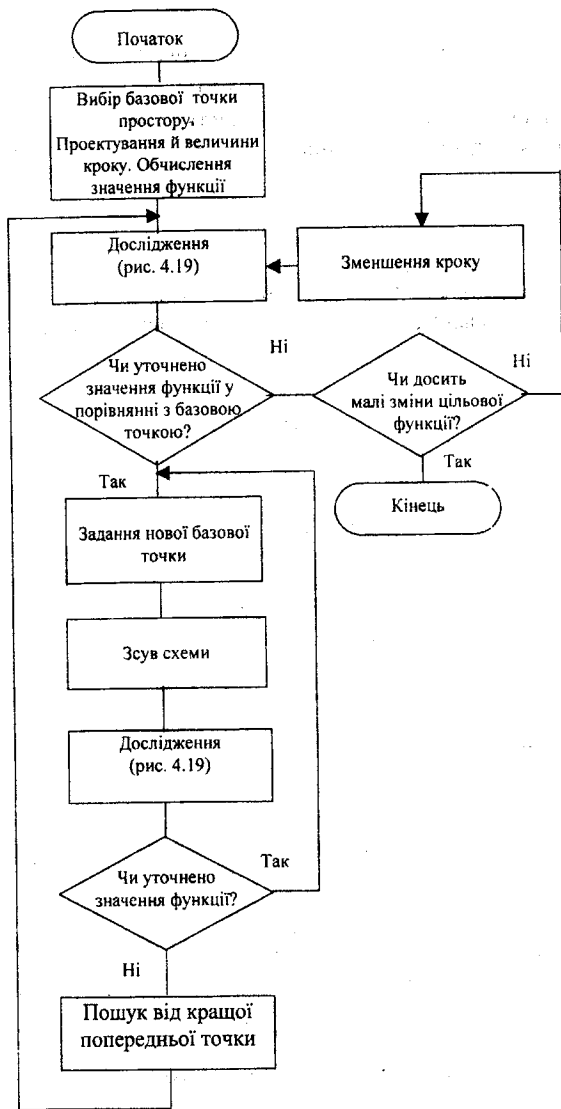 Початок
Вибір базової точки
простору.
Проектування й величини
кроку. Обчислення
значення функції
Дослідження
(рис. 4.19)
Зменшення кроку
Чи уточнено
значення функції у
порівнянні з базовою
точкою?
Ні
Чи досить
малі зміни цільової
функції?
Ні
Так
Кінець
Так
Задання нової базової
точки
Зсув схеми
Дослідження
(рис. 4.19)
Чи уточнено
значення функції?
Так
Ні
Пошук від кращої
попередньої точки